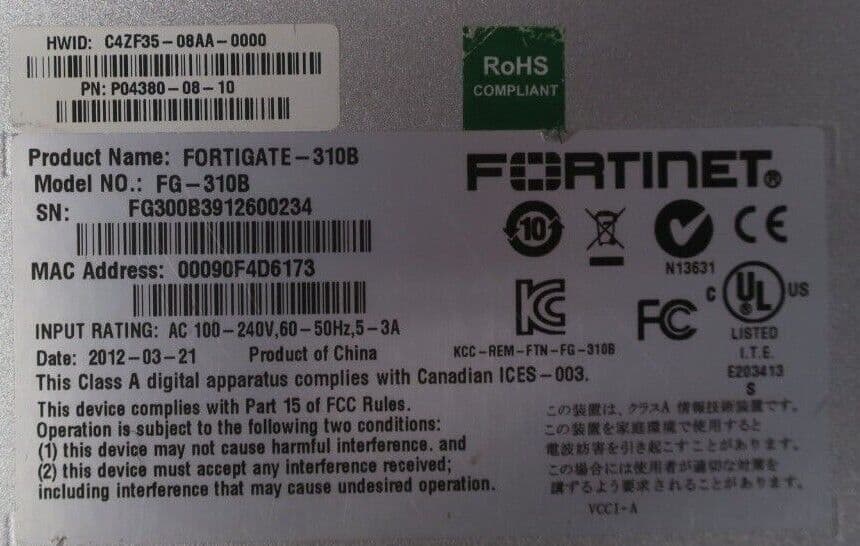 HWID: C4ZF35-08AA-0000
PN: P04380-08-10
RoHS
COMPLIANT
Product Name: FORTIGATE-310B
Model NO.: FG-310B
SN: FG300B3912600234
MAC Address: 00090F4D6173
INPUT RATING: AC 100-240V,60-50Hz,5-3A
Date: 2012-03-21 Product of China
This Class A digital apparatus complies with Canadian ICES-003.
This device complies with Part 15 of FCC Rules.
Operation is subject to the following two conditions:
(1) this device may not cause harmful interference. and
(2) this device must accept any interference received;
including interference that may cause undesired operation.
FORTINET®
10
N13631
CE
KC
KCC-REM-FTN-FG-310B
FC
C UL US
®
LISTED
I.T.E.
E203413
S
この装置は、クラスA 情報技術装置です。
この装置を家庭環境で使用すると
電波妨害を引き起こすことがあります。
この場合には使用者が適切な対策を
講ずるよう要求されることがあります。
VCCI-A